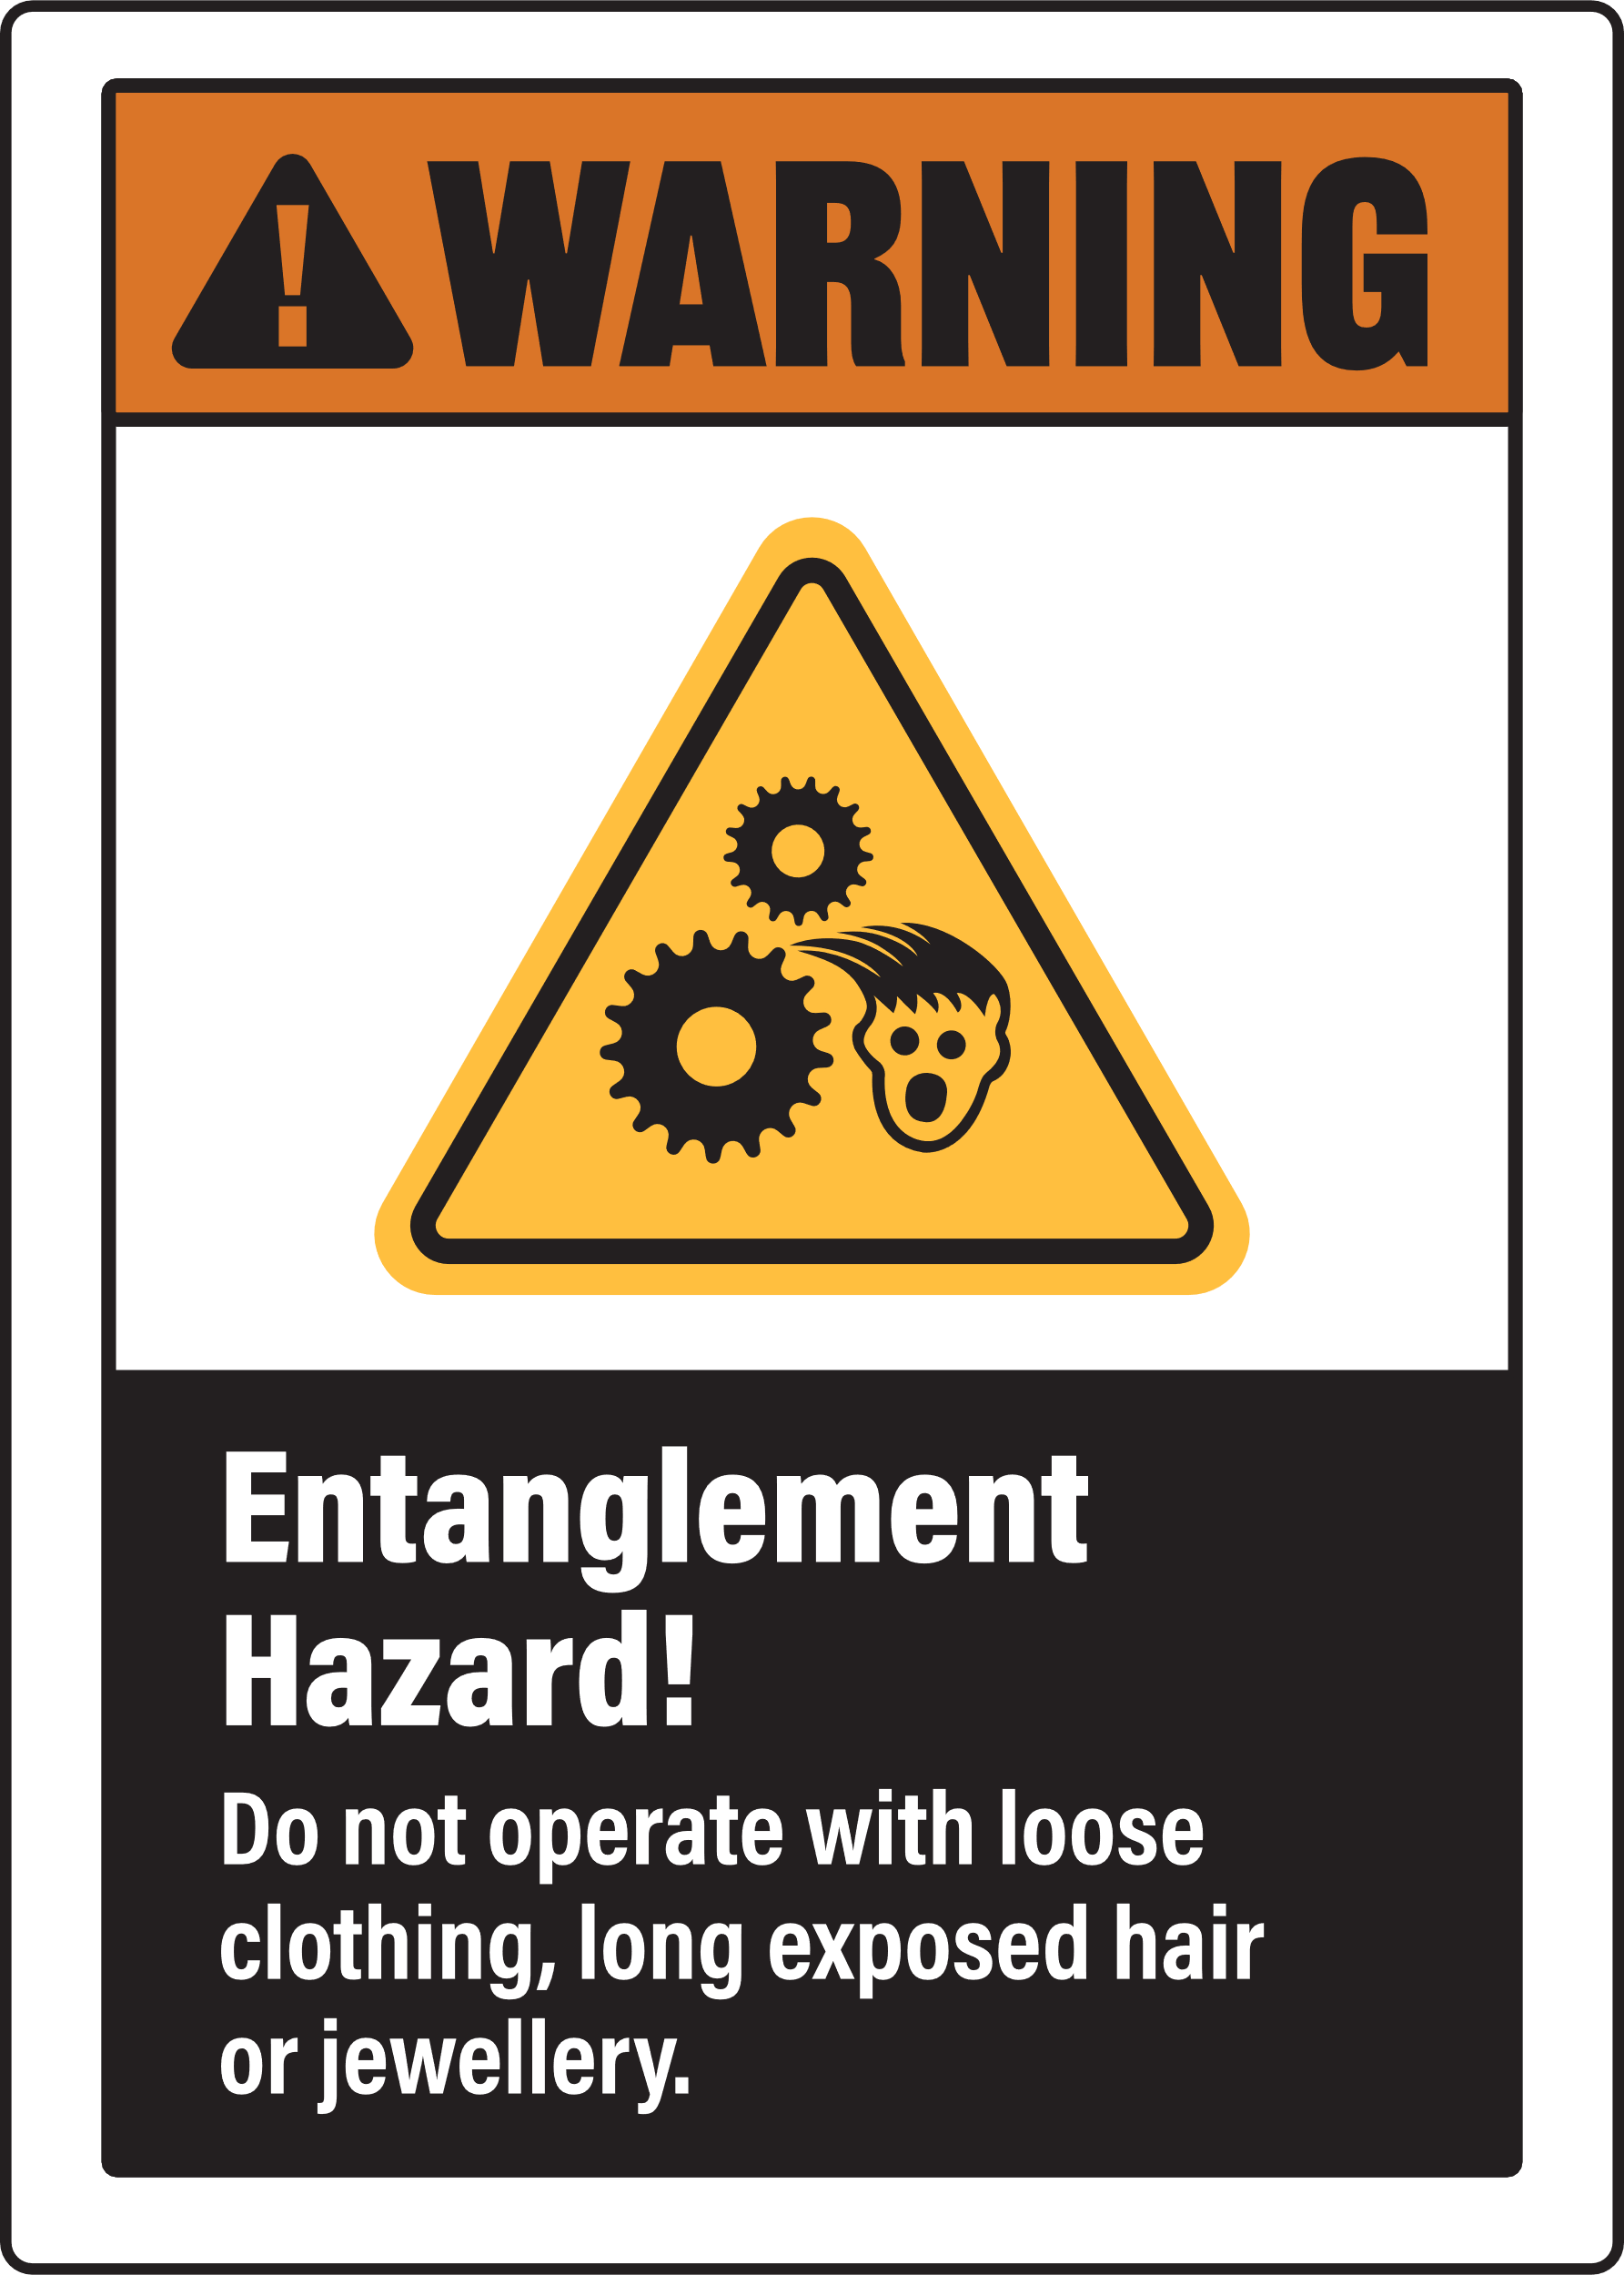 WARNING
Entanglement
Hazard!
Do not operate with loose
clothing, long exposed hair
or jewellery.